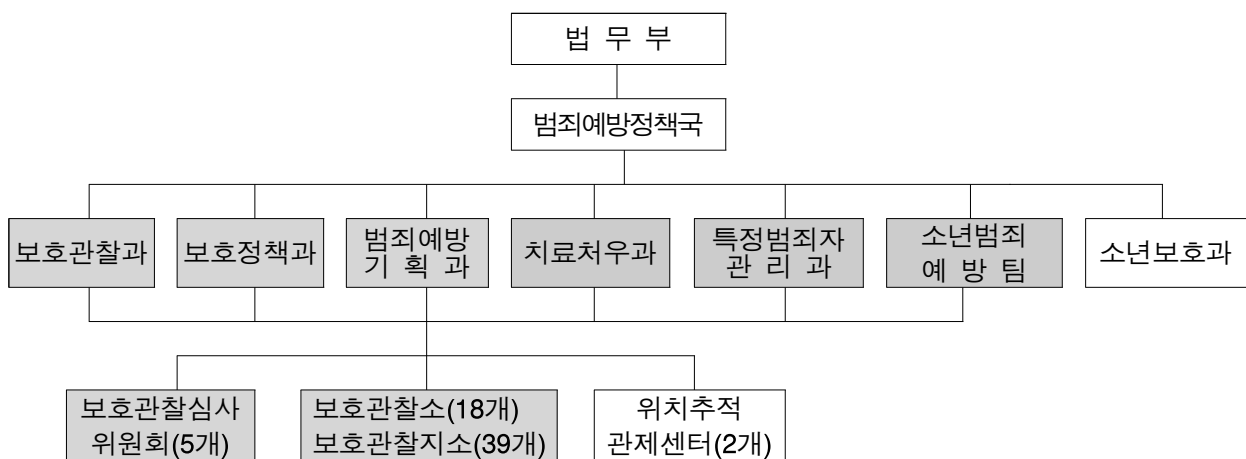 법 무 부
범죄예방정책국
보호관찰과
보호정책과
범죄예방
기 획 과
치료처우과
특정범죄자
관 리 과
소년범죄
예 방 팀
소년보호과
보호관찰심사
위원회(5개)
보호관찰소(18개)
보호관찰지소(39개)
위치추적
관제센터(2개)